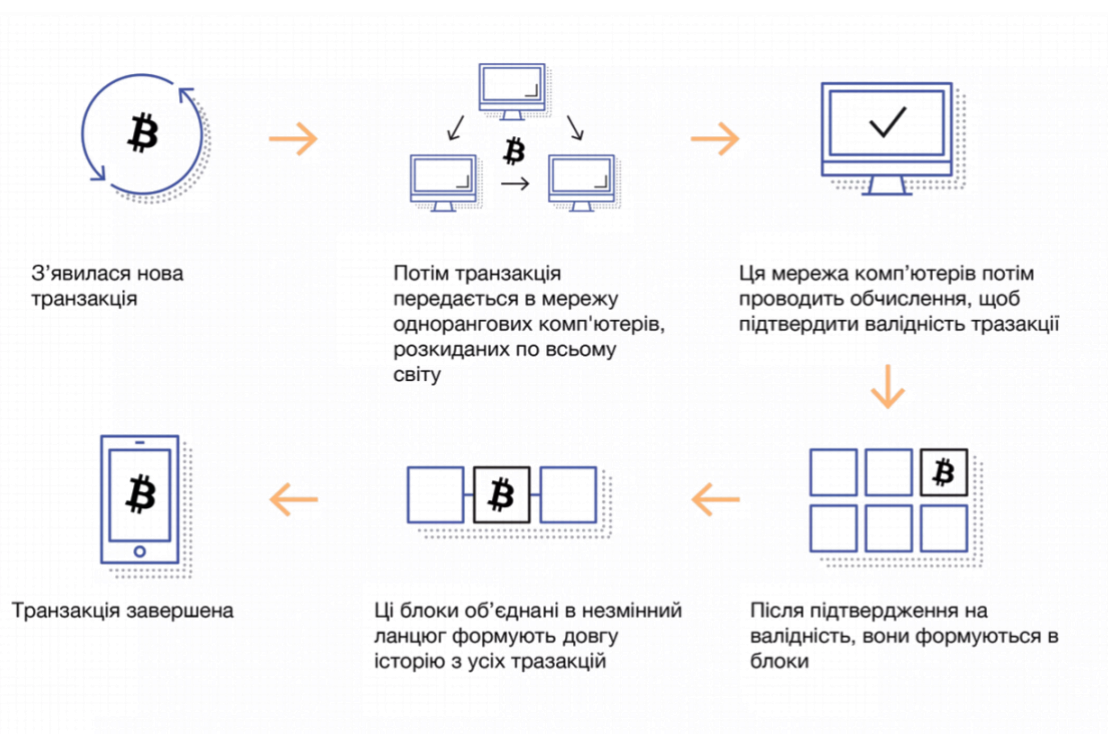 З’явилася нова
транзакція
Потім транзакція
передається в мережу
однорангових комп'ютерів,
розкиданих по всьому
світу
Ця мережа комп’ютерів потім
проводить обчислення, щоб
підтвердити валідність тразакції
Транзакція завершена
Ці блоки об’єднані в незмінний
ланцюг формують довгу
історію з усіх тразакцій
Після підтвердження на
валідність, вони формуються в
блоки